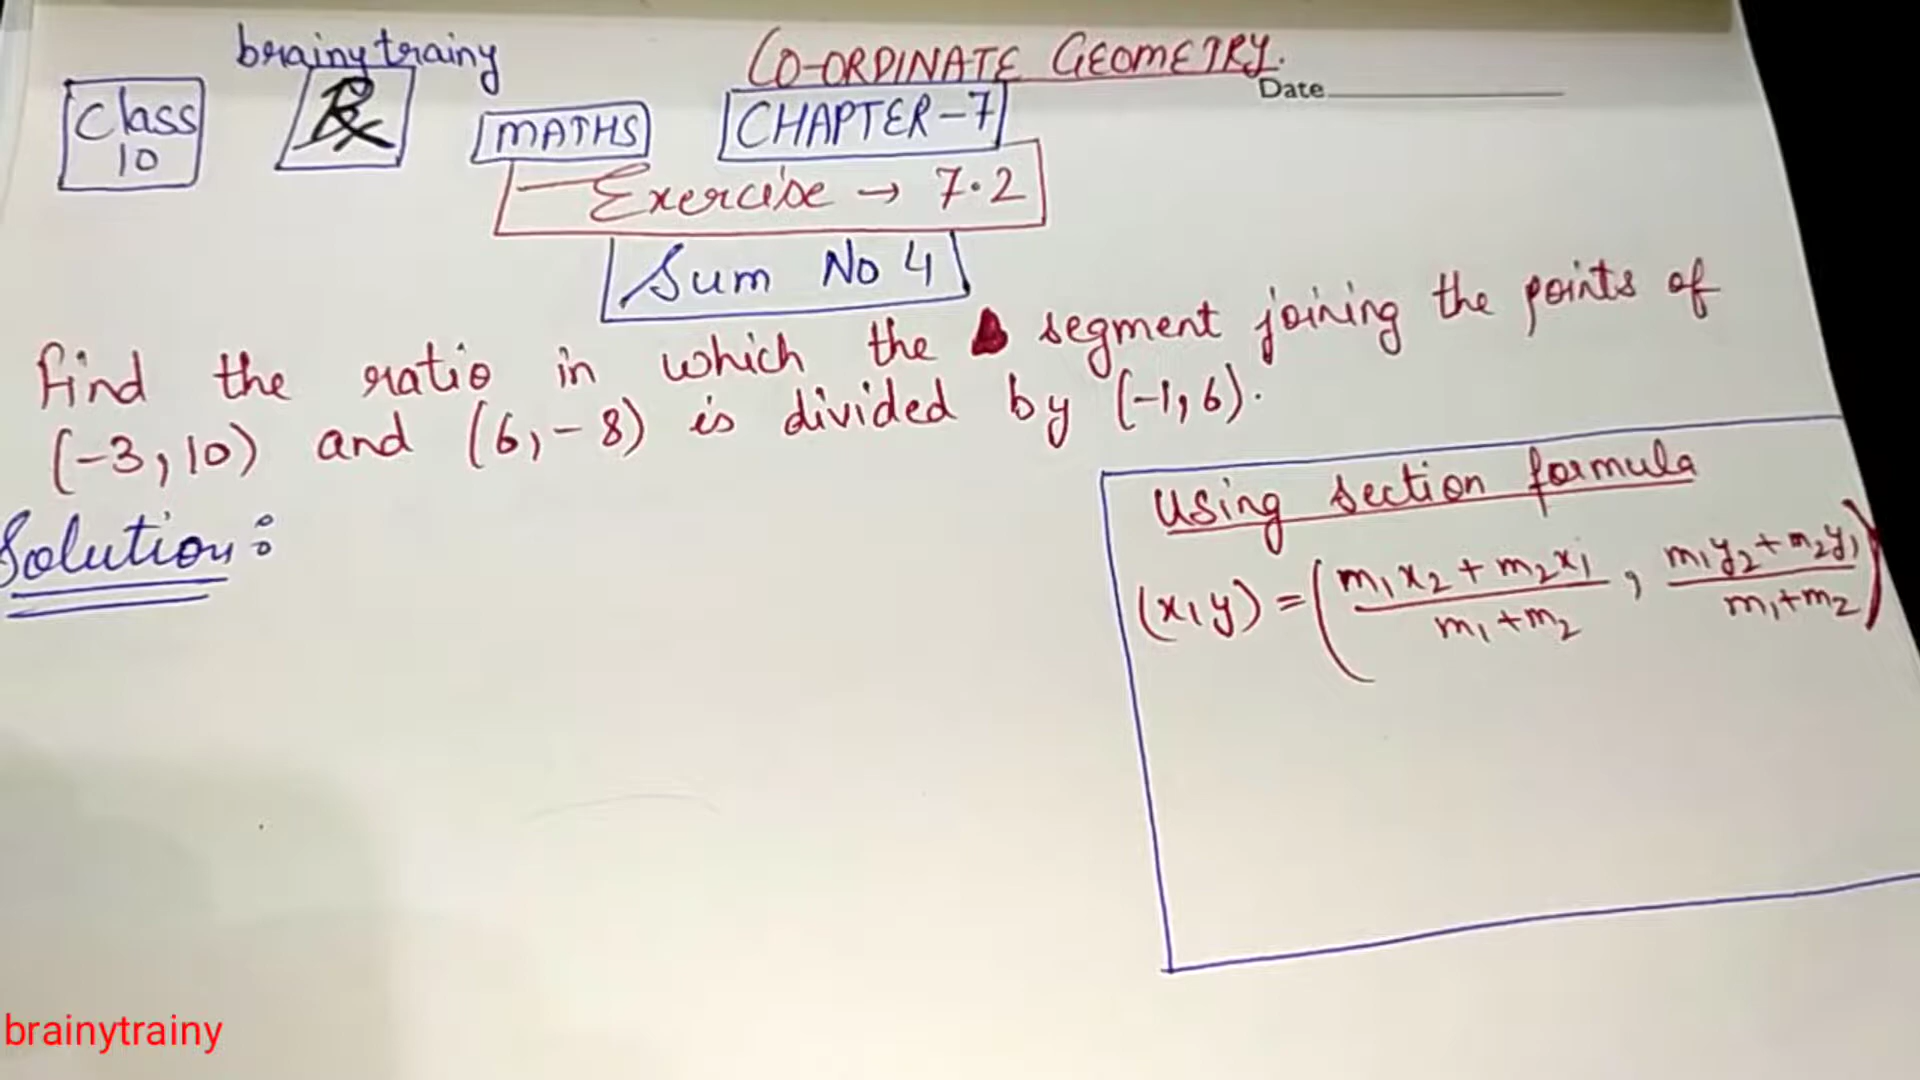 brainy trainy
CO-ORDINATE GEOMETRY.
Date
Class 10
MATHS
CHAPTER-7
Exercise → 7.2
Sum No 4
Find the ratio in which the segment joining the points of
(-3,10) and (6,-8) is divided by (-1,6).
Using section formula
Solution:
(x,y) = (m₁x₂+m₂x₁/m₁+m₂, m₁y₂+m₂y₁/m₁+m₂)
brainytrainy